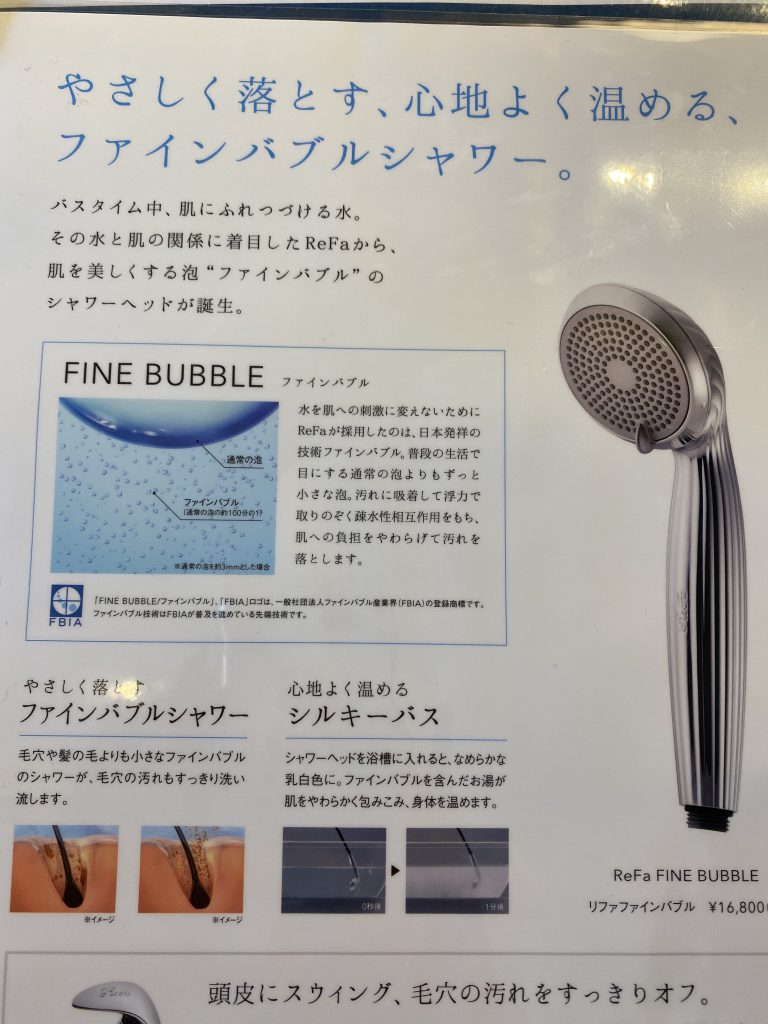 やさしく落とす、心地よく温める、
ファインバブルシャワー。
バスタイム中、肌にふれつづける水。
その水と肌の関係に着目したReFaから、
肌を美しくする泡“ファインバブル”の
シャワーヘッドが誕生。
FINE BUBBLE ファインバブル
通常の泡
ファインバブル
(通常の泡の約100分の1)
※通常の泡を約3mmとした場合
水を肌への刺激に変えないために
ReFaが採用したのは、日本発祥の
技術ファインバブル。普段の生活で
目にする通常の泡よりもずっと
小さな泡。汚れに吸着して浮力で
取りのぞく疎水性相互作用をもち、
肌への負担をやわらげて汚れを
落とします。
FBIA
「FINE BUBBLE/ファインバブル」、「FBIA」ロゴは、一般社団法人ファインバブル産業界(FBIA)の登録商標です。
ファインバブル技術はFBIAが普及を進めている先端技術です。
やさしく落とす
ファインバブルシャワー
毛穴や髪の毛よりも小さなファインバブル
のシャワーが、毛穴の汚れもすっきり洗い
流します。
※イメージ
※イメージ
心地よく温める
シルキーバス
シャワーヘッドを浴槽に入れると、なめらかな
乳白色に。ファインバブルを含んだお湯が
肌をやわらかく包みこみ、身体を温めます。
0秒後
1分後
ReFa
ReFa FINE BUBBLE
リファファインバブル ¥16,800
ReFa
頭皮にスウィング、毛穴の汚れをすっきりオフ。